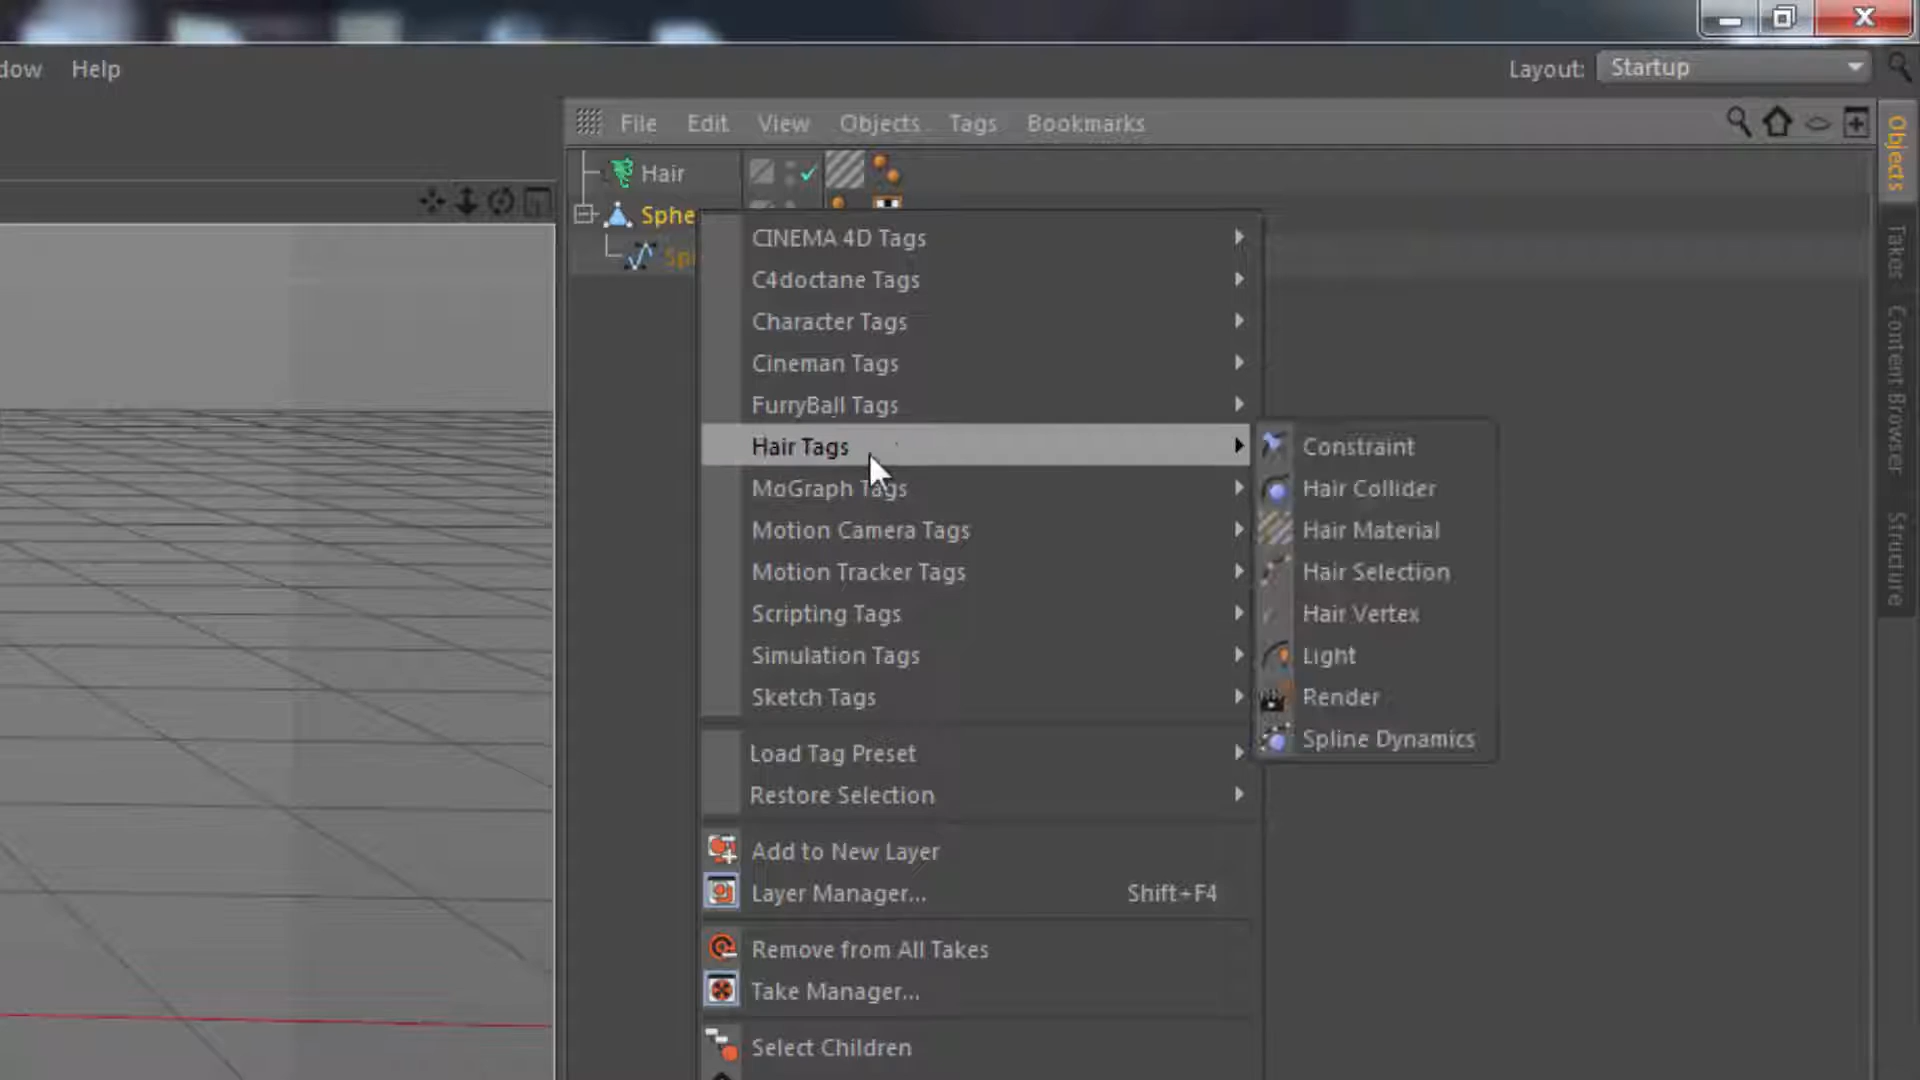 dow Help
Layout: Startup
File Edit View Objects Tags Bookmarks
Hair
Sphe
Sp
CINEMA 4D Tags
C4doctane Tags
Character Tags
Cineman Tags
FurryBall Tags
Hair Tags
MoGraph Tags
Motion Camera Tags
Motion Tracker Tags
Scripting Tags
Simulation Tags
Sketch Tags
Load Tag Preset
Restore Selection
Add to New Layer
Layer Manager... Shift+F4
Remove from All Takes
Take Manager...
Select Children
Constraint
Hair Collider
Hair Material
Hair Selection
Hair Vertex
Light
Render
Spline Dynamics
Objects
Takes
Content Browser
Structure